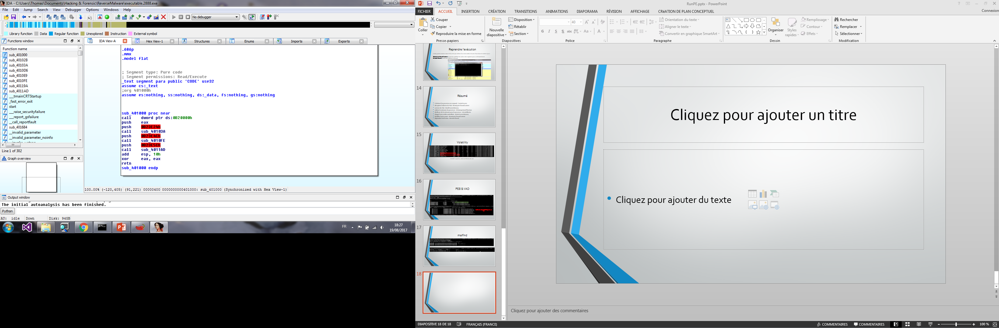 IDA - C:\Users\Thomas\Documents\Hacking & Forensic\ReverseMalware\executable.2888.exe
File Edit Jump Search View Debugger Options Windows Help
No debugger
Library function Data Regular function Unexplored Instruction External symbol
Functions window
IDA View-A Hex View-1 Structures Enums Imports Exports
Function name
sub_401000
sub_40102B
sub_40103A
sub_4010D6
sub_4010E9
sub_4010FE
sub_40119A
sub_4011AD
___tmainCRTStartup
_fast_error_exit
start
___raise_securityfailure
___report_gsfailure
__call_reportfault
sub_401684
__invalid_parameter
__invalid_parameter_noinfo
Line 1 of 302
Graph overview
.686p
.mmx
.model flat
; Segment type: Pure code
; Segment permissions: Read/Execute
_text segment para public 'CODE' use32
assume cs:_text
;org 401000h
assume es:nothing, ss:nothing, ds:_data, fs:nothing, gs:nothing
sub_401000 proc near
call dword ptr ds:0B20000h
push eax
push 0B23E24h
call sub_40103A
push 0B23E4Ch
call sub_4010FE
push 0B23E5Ch
call sub_4011AD
add esp, 10h
xor eax, eax
retn
sub_401000 endp
100.00% (-120,405) (91,221) 00000400 0000000000401000: sub_401000 (Synchronized with Hex View-1)
Output window
The initial autoanalysis has been finished.
Python
AU: idle Down Disk: 94GB
FR
18:27
19/08/2017
RunPE.pptx - PowerPoint
FICHIER ACCUEIL INSERTION CRÉATION TRANSITIONS ANIMATIONS DIAPORAMA RÉVISION AFFICHAGE CRéATION DE PLAN CONCEPTUEL
Connexion
Coller
Couper
Copier
Reproduire la mise en forme
Presse-papiers
Nouvelle
diapositive
Disposition
Rétablir
Section
Diapositives
40
G I S S abc AV Aa A
Police
Orientation du texte
Aligner le texte
Convertir en graphique SmartArt
Paragraphe
Organiser
Styles
rapides
Remplissage
Contour
Effets
Dessin
Rechercher
Remplacer
Sélectionner
Modification
Reprendre l'exécution
14
Résumé
15
Volatility
16
PEB & VAD
17
malfind
18
Cliquez pour ajouter un titre
Cliquez pour ajouter du texte
Cliquez pour ajouter des commentaires
DIAPOSITIVE 18 DE 18 FRANÇAIS (FRANCE)
COMMENTAIRES COMMENTAIRES
100 %